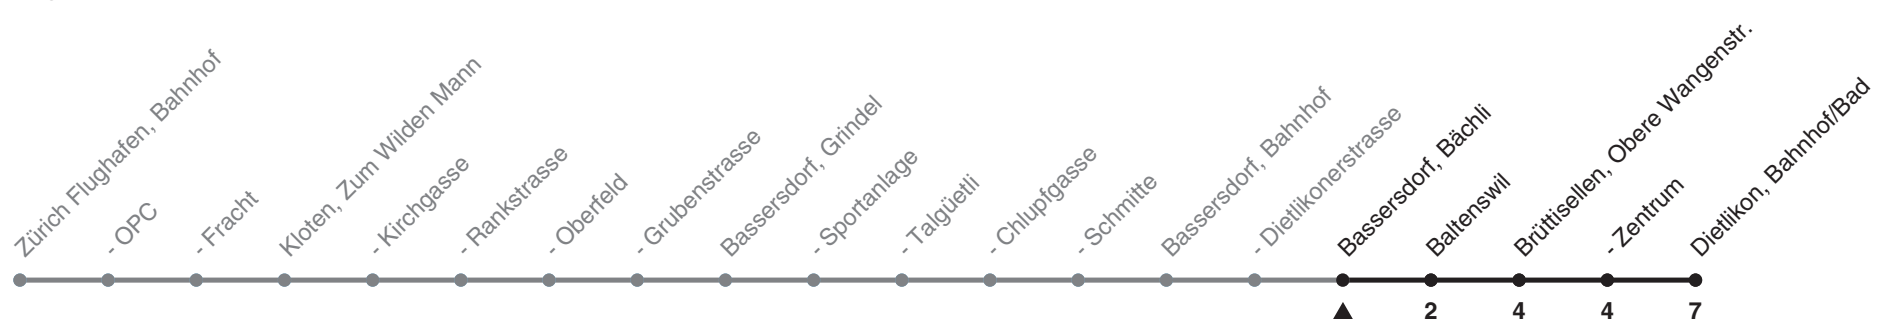 Zürich Flughafen, Bahnhof
- OPC
- Fracht
Kloten, Zum Wilden Mann
- Kirchgasse
- Rankstrasse
- Oberfeld
- Grubenstrasse
Bassersdorf, Grindel
- Sportanlage
- Talgüetli
- Chlupfgasse
- Schmitte
Bassersdorf, Bahnhof
- Dietlikonerstrasse
Bassersdorf, Bächli
Baltenswil
Brüttisellen, Obere Wangenstr.
- Zentrum
Dietlikon, Bahnhof/Bad
2 4 4 7